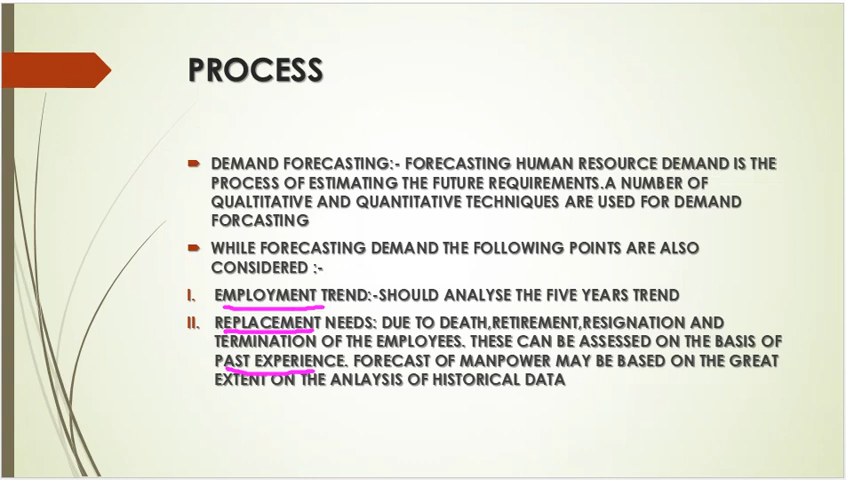 PROCESS
DEMAND FORECASTING:- FORECASTING HUMAN RESOURCE DEMAND IS THE
PROCESS OF ESTIMATING THE FUTURE REQUIREMENTS.A NUMBER OF
QUALTITATIVE AND QUANTITATIVE TECHNIQUES ARE USED FOR DEMAND
FORCASTING
WHILE FORECASTING DEMAND THE FOLLOWING POINTS ARE ALSO
CONSIDERED :-
I. EMPLOYMENT TREND:-SHOULD ANALYSE THE FIVE YEARS TREND
II. REPLACEMENT NEEDS: DUE TO DEATH,RETIREMENT,RESIGNATION AND
TERMINATION OF THE EMPLOYEES. THESE CAN BE ASSESSED ON THE BASIS OF
PAST EXPERIENCE. FORECAST OF MANPOWER MAY BE BASED ON THE GREAT
EXTENT ON THE ANLAYSIS OF HISTORICAL DATA